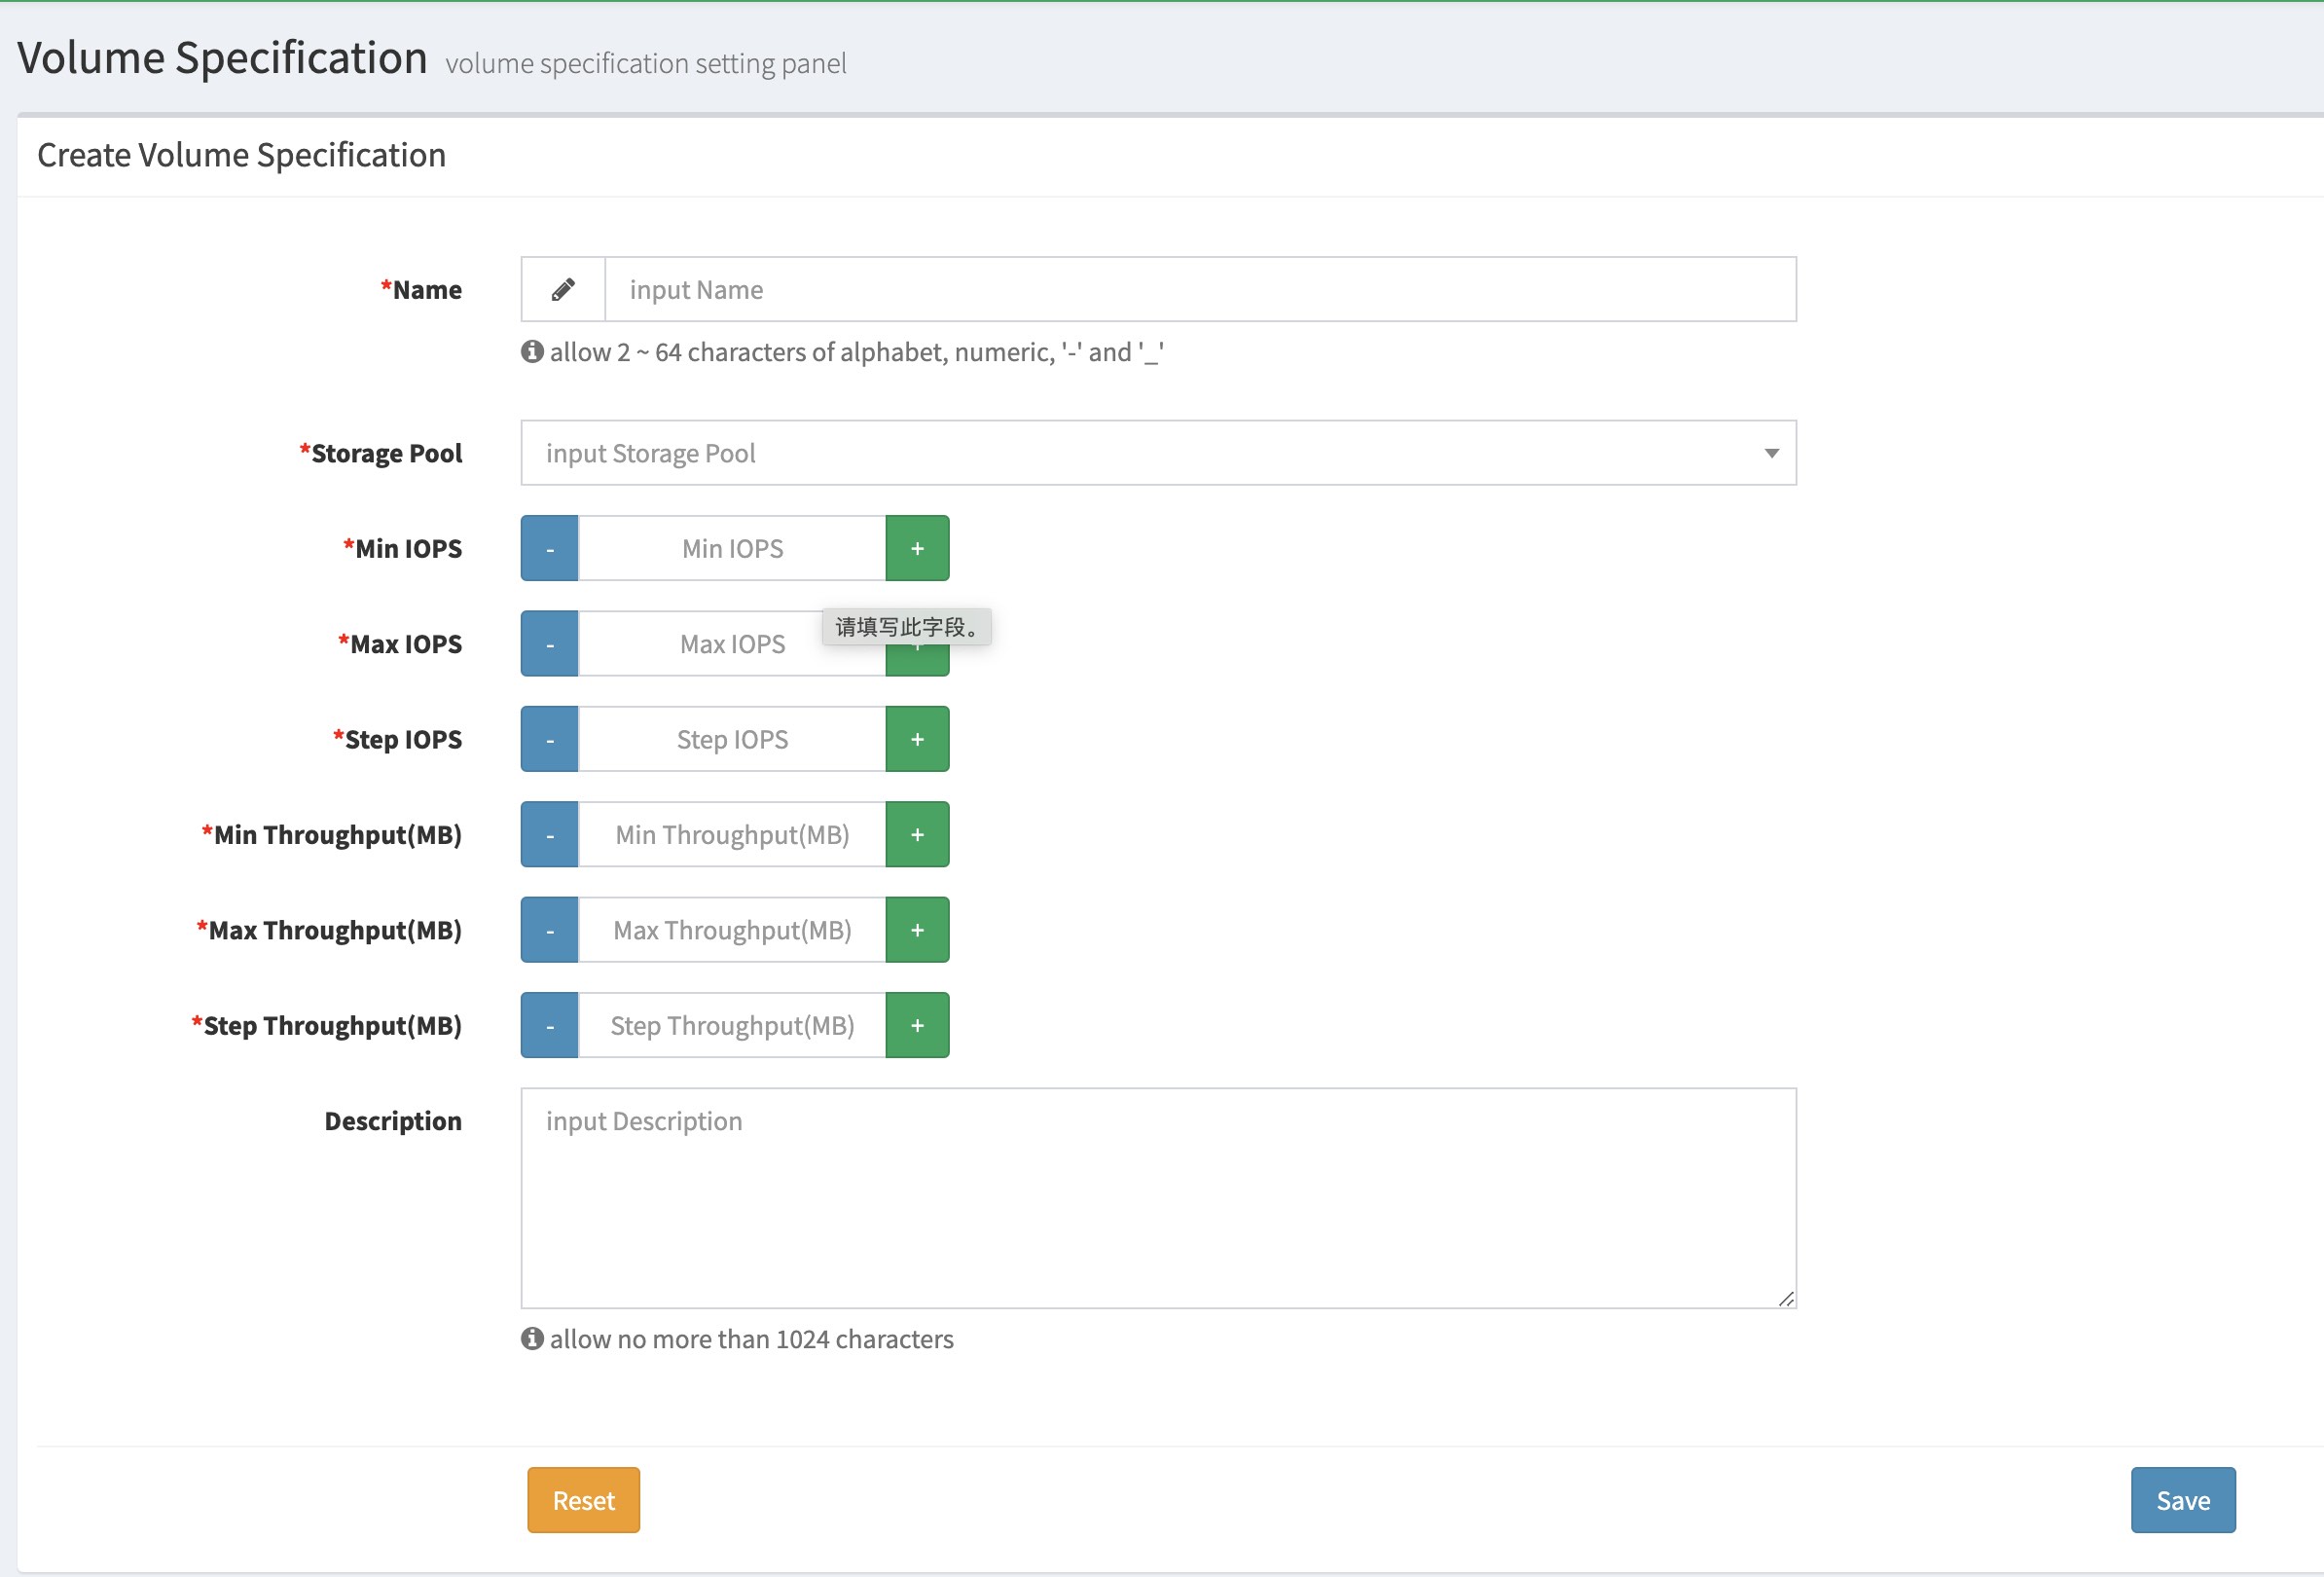 Volume Specification volume specification setting panel
Create Volume Specification
*Name
input Name
allow 2 ~ 64 characters of alphabet, numeric, '-' and '_'
*Storage Pool
input Storage Pool
*Min IOPS
- Min IOPS +
请填写此字段。
*Max IOPS
- Max IOPS +
*Step IOPS
- Step IOPS +
*Min Throughput(MB)
- Min Throughput(MB) +
*Max Throughput(MB)
- Max Throughput(MB) +
*Step Throughput(MB)
- Step Throughput(MB) +
Description
input Description
allow no more than 1024 characters
Reset
Save